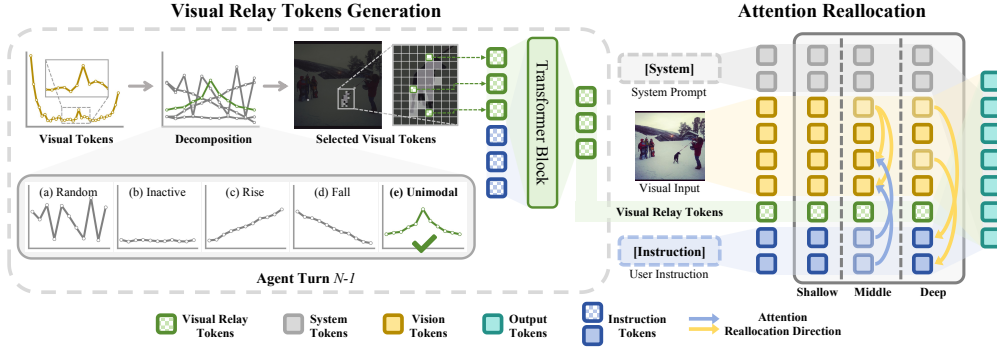 Visual Relay Tokens Generation
Attention Reallocation
Visual Tokens
Decomposition
Selected Visual Tokens
Transformer Block
(a) Random
(b) Inactive
(c) Rise
(d) Fall
(e) Unimodal
Agent Turn N-1
[System]
System Prompt
Visual Input
Visual Relay Tokens
[Instruction]
User Instruction
Shallow
Middle
Deep
Visual Relay
Tokens
System
Tokens
Vision
Tokens
Output
Tokens
Instruction
Tokens
Attention
Reallocation Direction